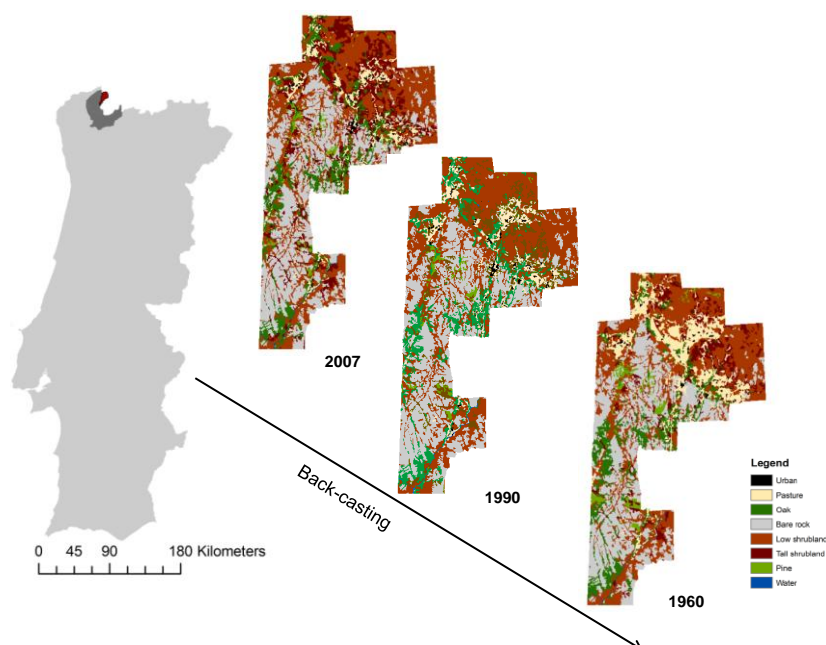 2007
Back-casting
1990
0 45 90 180 Kilometers
Legend
Urban
Pasture
Oak
Bare rock
Low shrubland
Tall shrubland
Pine
Water
1960